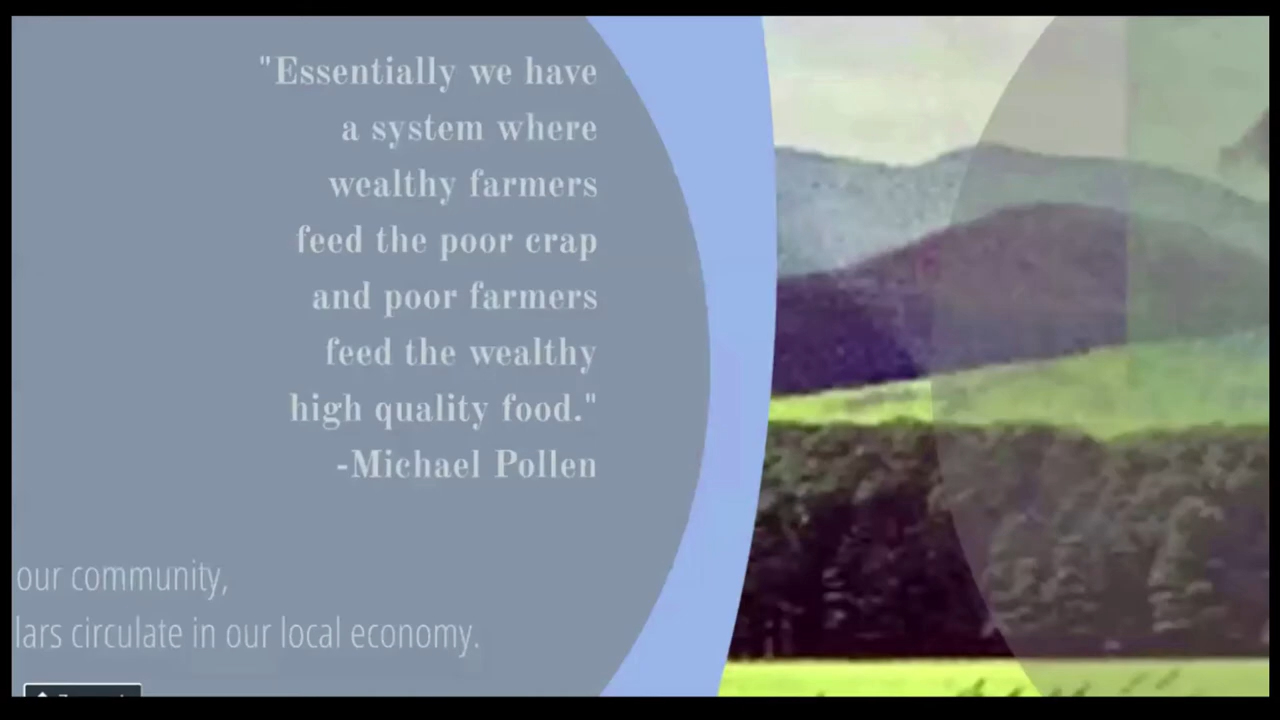 "Essentially we have
a system where
wealthy farmers
feed the poor crap
and poor farmers
feed the wealthy
high quality food."
-Michael Pollen
our community,
lars circulate in our local economy.